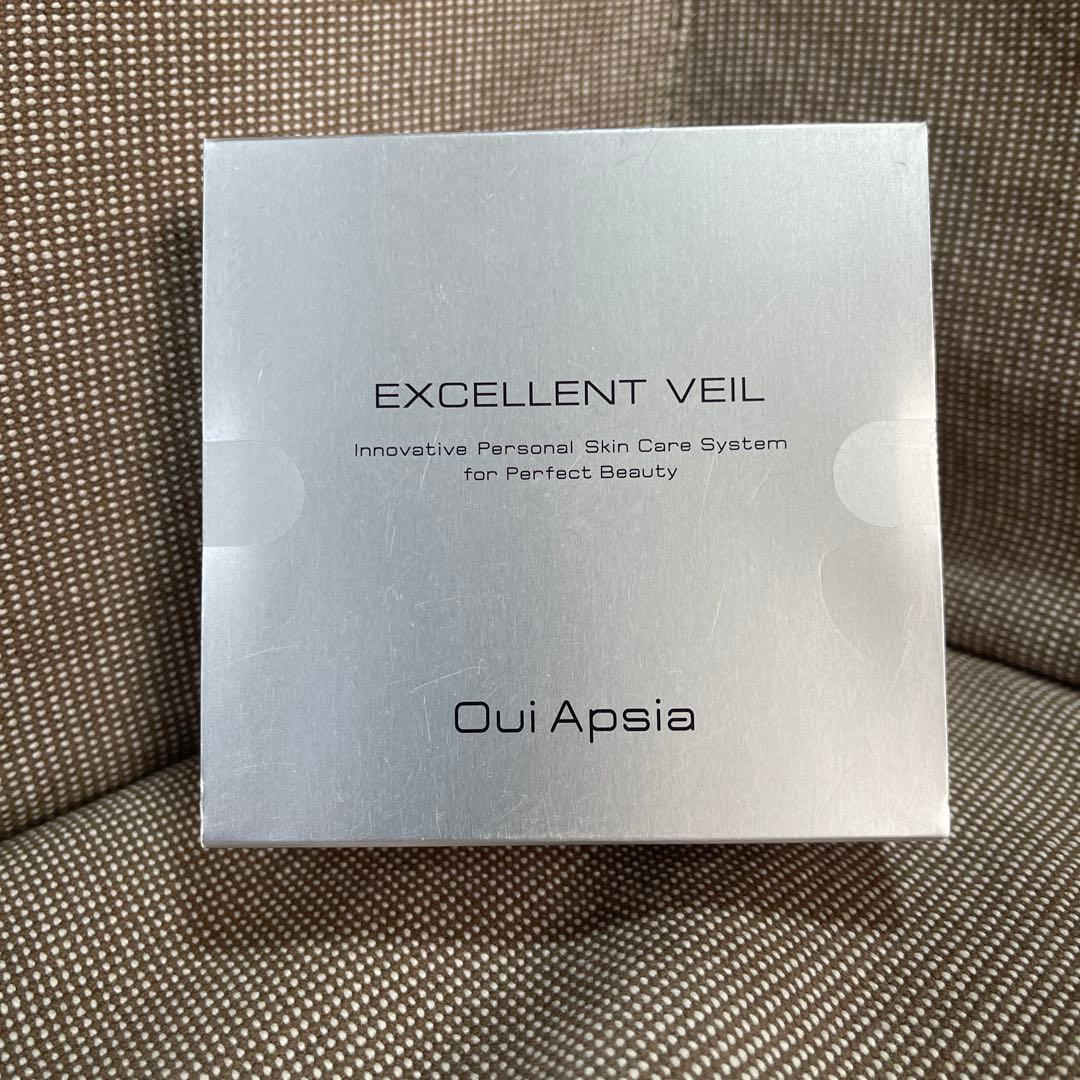 EXCELLENT VEIL
Innovative Personal Skin Care System
for Perfect Beauty
Oui Apsia